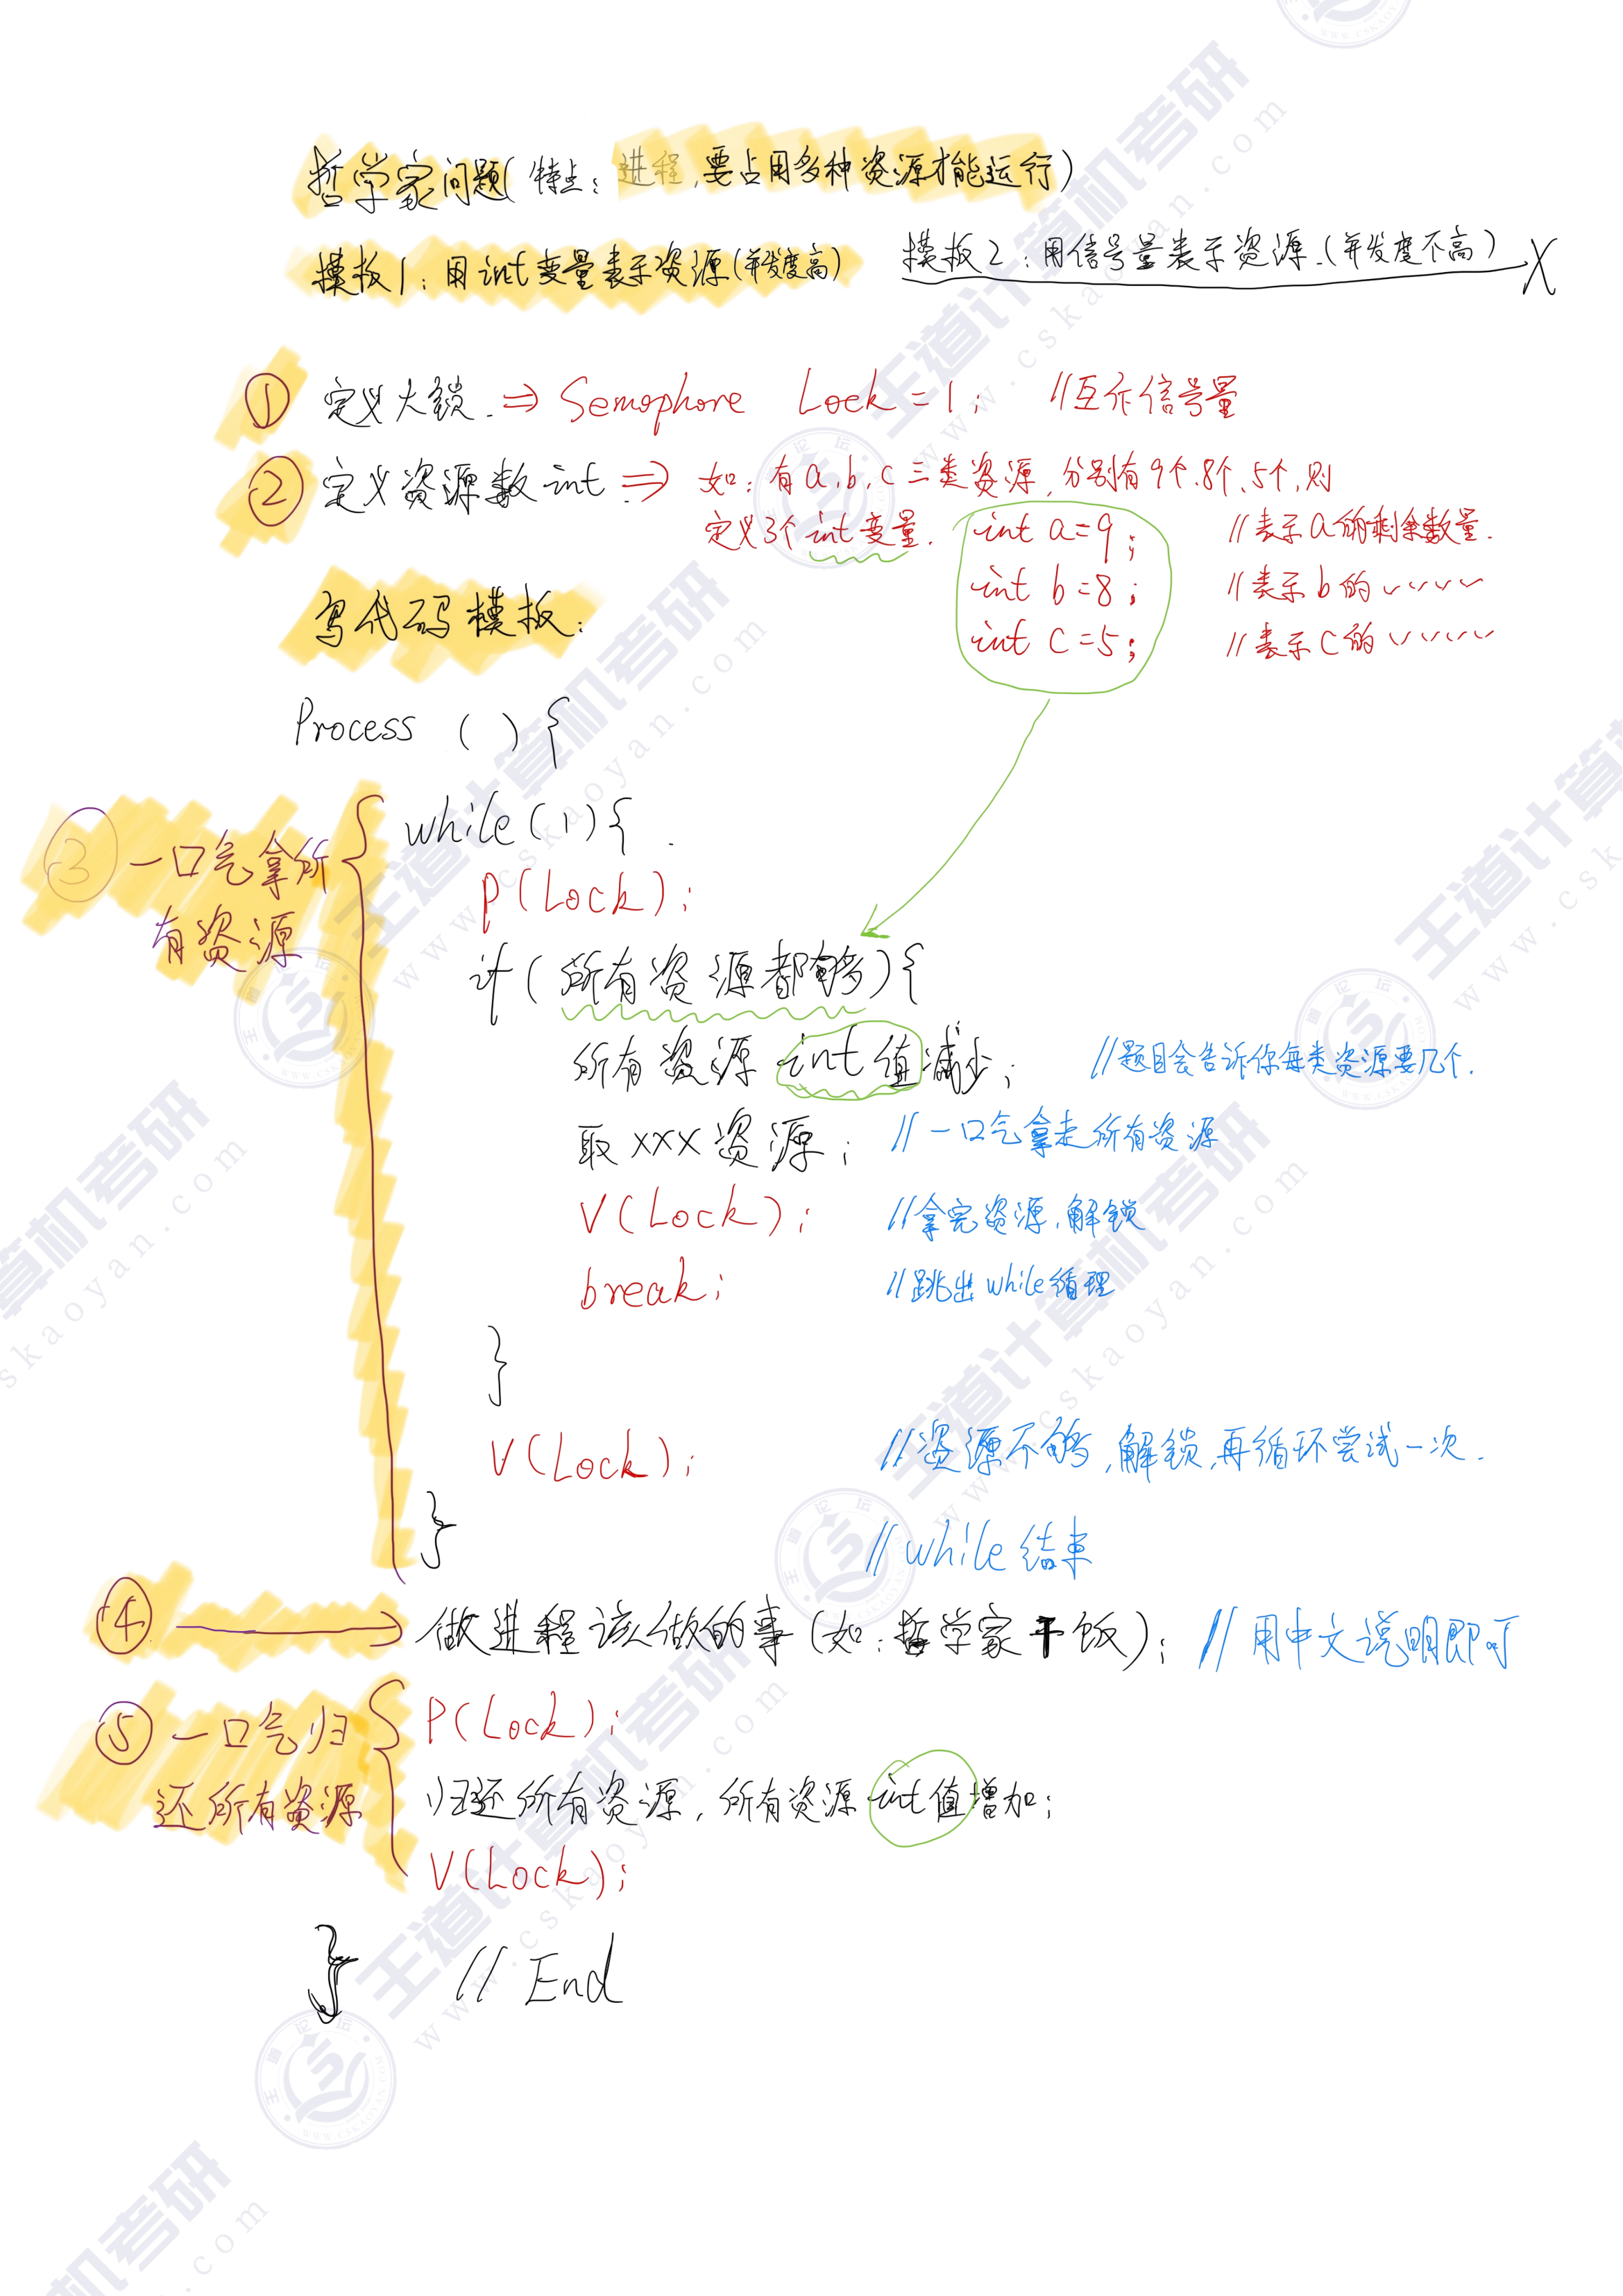 哲学家问题(特点：进程,要占用多种资源才能运行)
模板1：用int变量表示资源(并发度高)
模板2：用信号量表示资源.(并发度不高) X
① 定义大锁. ⇒ Semophore Lock=1; //互斥信号量
② 定义资源数int. ⇒ 如：有a,b,c三类资源,分别有9个、8个、5个,则
定义3个int变量. int a=9; //表示a的剩余数量.
int b=8; //表示b的 、、、、
int c=5; //表示c的 、、、、
写代码模板：
Process () {
③ 一口气拿所有资源
while(1){
P(Lock);
if(所有资源都够){
所有资源int值减少; //题目会告诉你每类资源要几个.
取xxx资源; //一口气拿走所有资源
V(Lock); //拿完资源,解锁
break; //跳出while循环
}
V(Lock); //资源不够,解锁,再循环尝试一次.
} //while结束
④ → 做进程该做的事(如：哲学家干饭); //用中文说明即可
⑤ 一口气归还所有资源
P(Lock);
归还所有资源,所有资源int值增加;
V(Lock);
} //End
王道计算机考研
www.cskaoyan.com
王道论坛
WWW.CSKAOYAN.COM